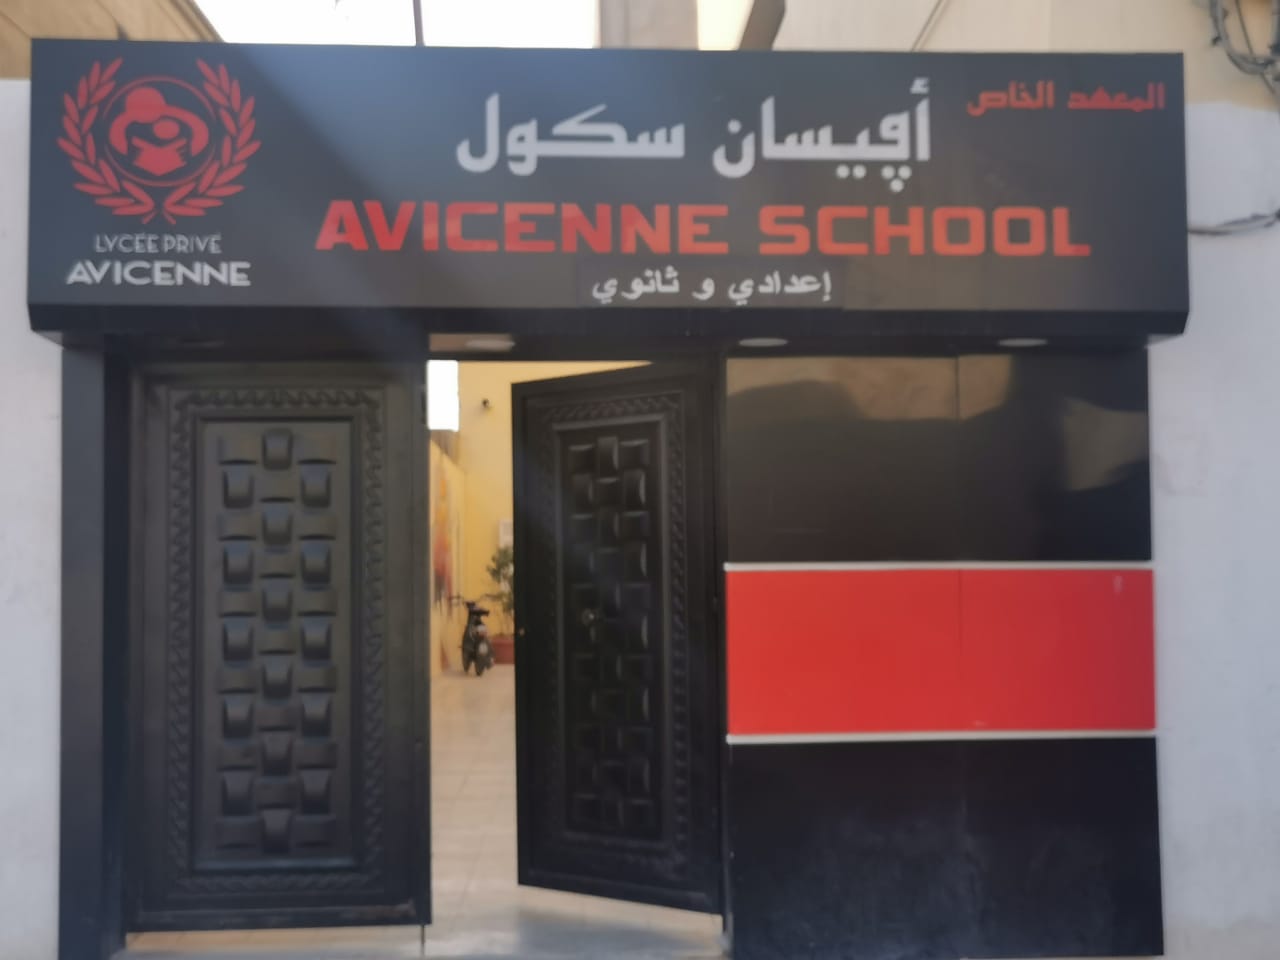 المعهد الخاص
أڤيسان سكول
AVICENNE SCHOOL
إعدادي و ثانوي
LYCÉE PRIVÉ
AVICENNE